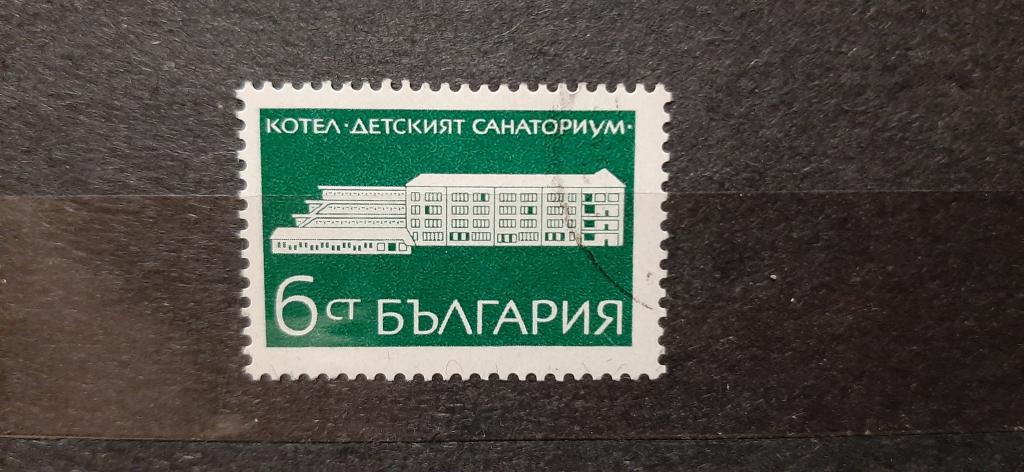 КОТЕЛ·ДЕТСКИЯТ САНАТОРИУМ·
6СТ БЪЛГАРИЯ